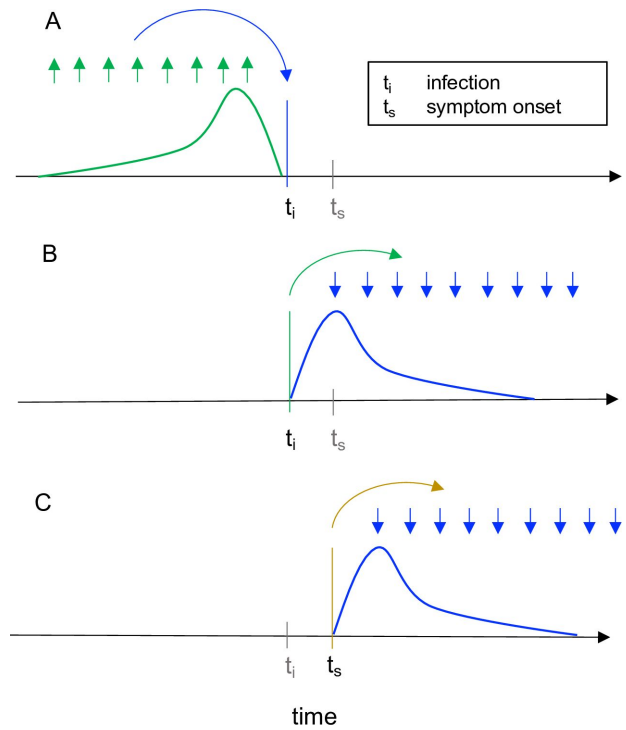 A
tᵢ infection
tₛ symptom onset
tᵢ tₛ
B
tᵢ tₛ
C
tᵢ tₛ
time